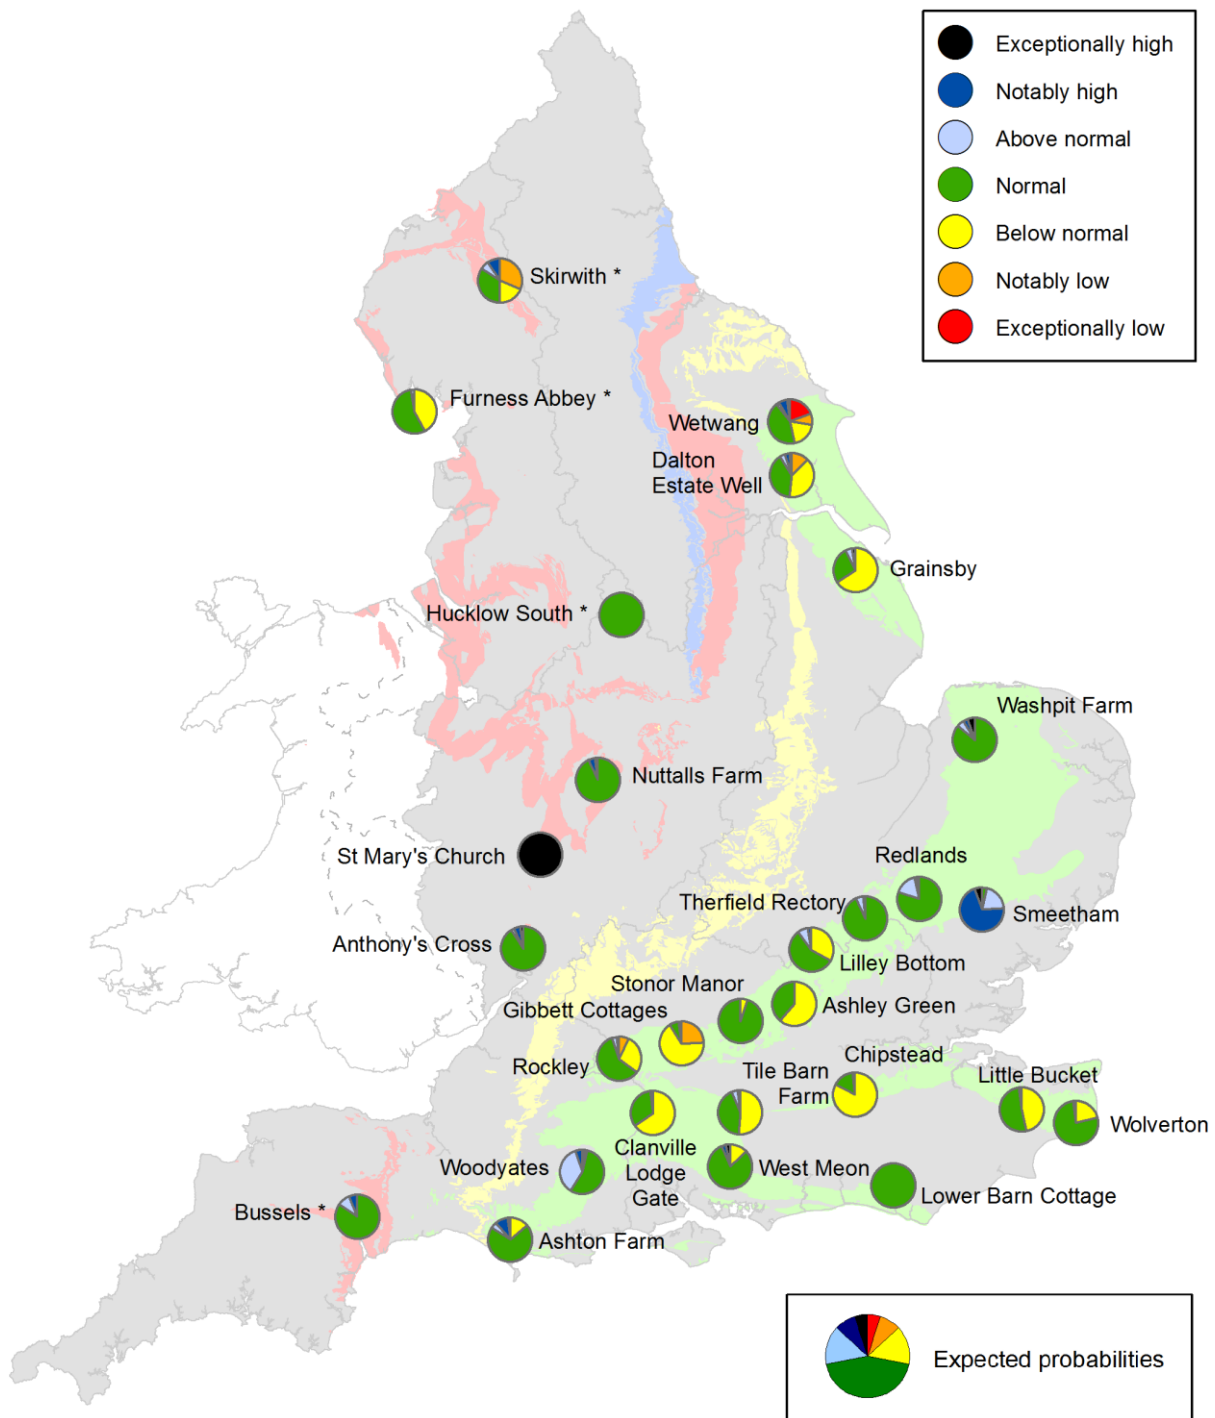 Exceptionally high
Notably high
Above normal
Normal
Below normal
Notably low
Exceptionally low
Skirwith *
Furness Abbey *
Wetwang
Dalton
Estate Well
Grainsby
Hucklow South *
Washpit Farm
Nuttalls Farm
St Mary's Church
Redlands
Therfield Rectory
Smeetham
Anthony's Cross
Lilley Bottom
Stonor Manor
Gibbett Cottages
Ashley Green
Rockley
Chipstead
Tile Barn
Farm
Little Bucket
Wolverton
Clanville
Lodge
Gate
Woodyates
West Meon
Lower Barn Cottage
Bussels *
Ashton Farm
Expected probabilities